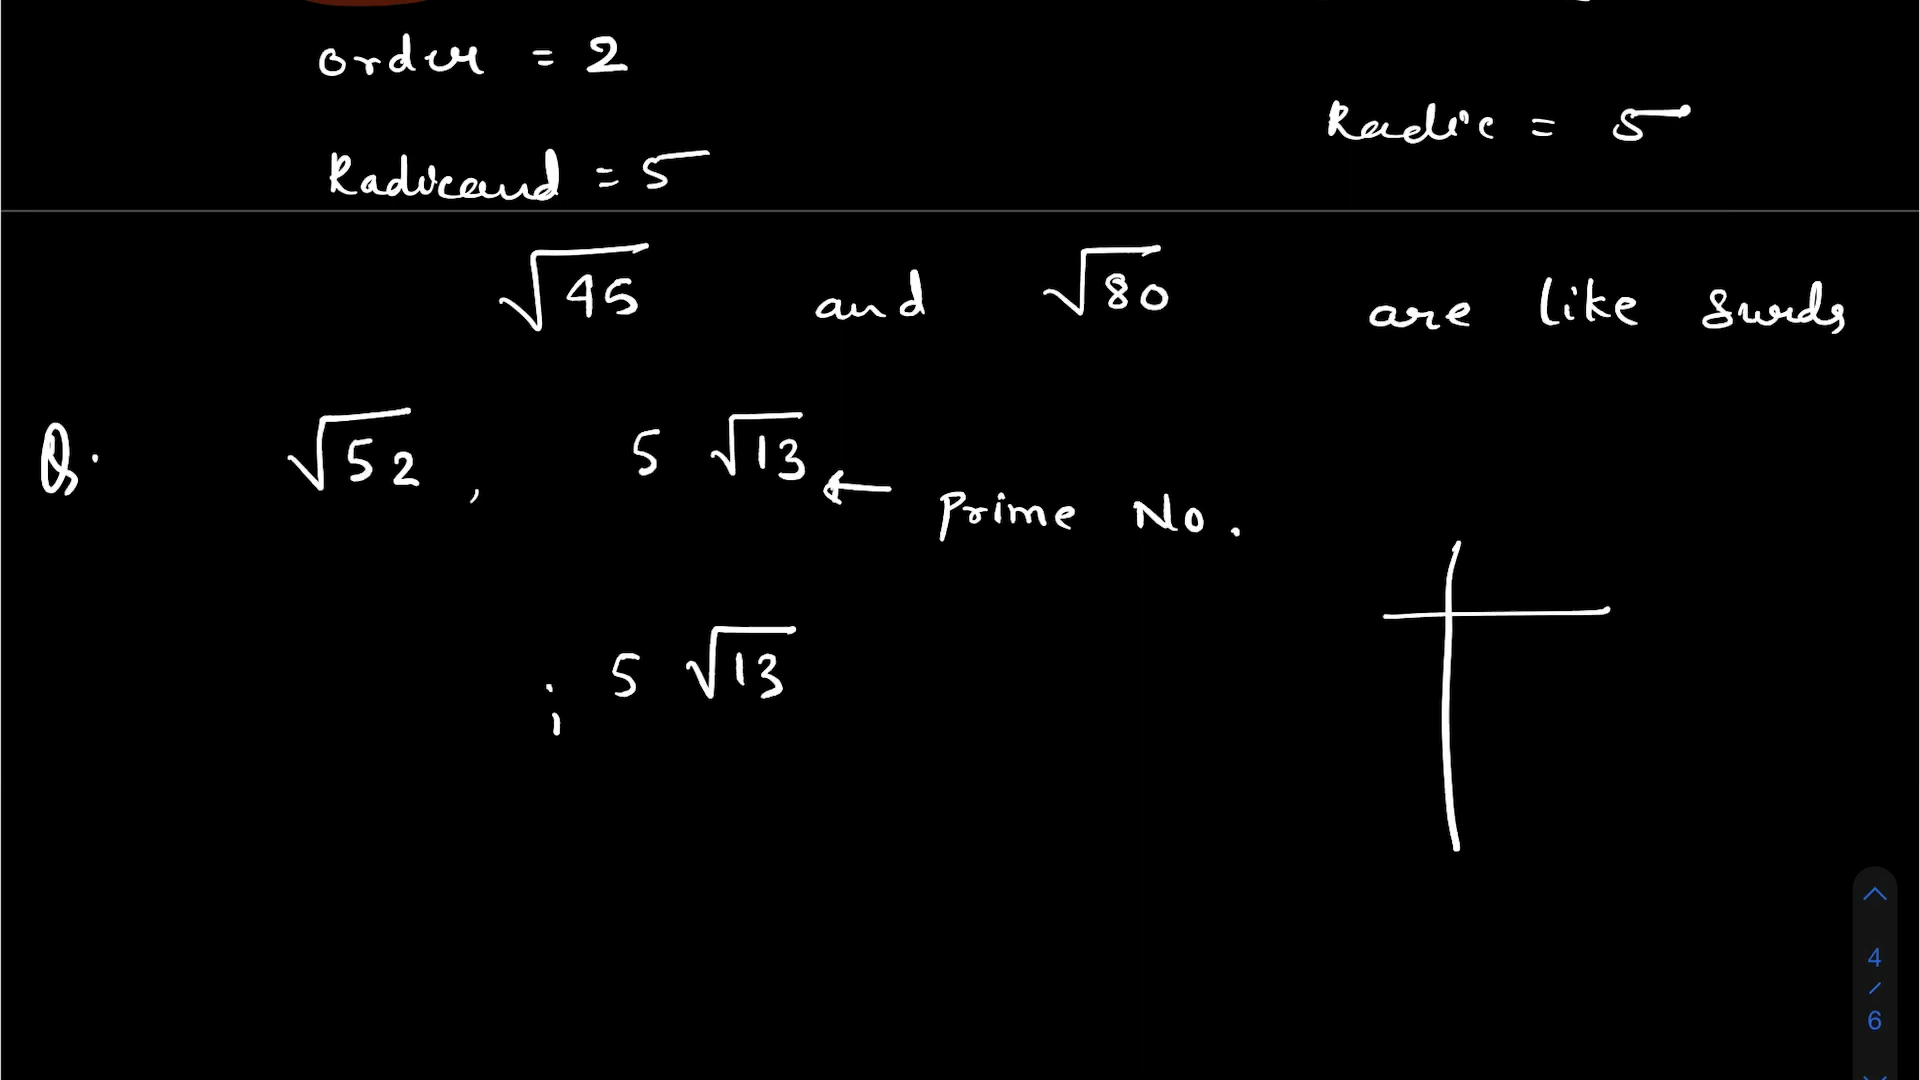 order = 2
Radic = 5
Radicand = 5
√45 and √80 are like surds
Q. √52 , 5 √13 ← Prime No.
; 5 √13
4
/
6